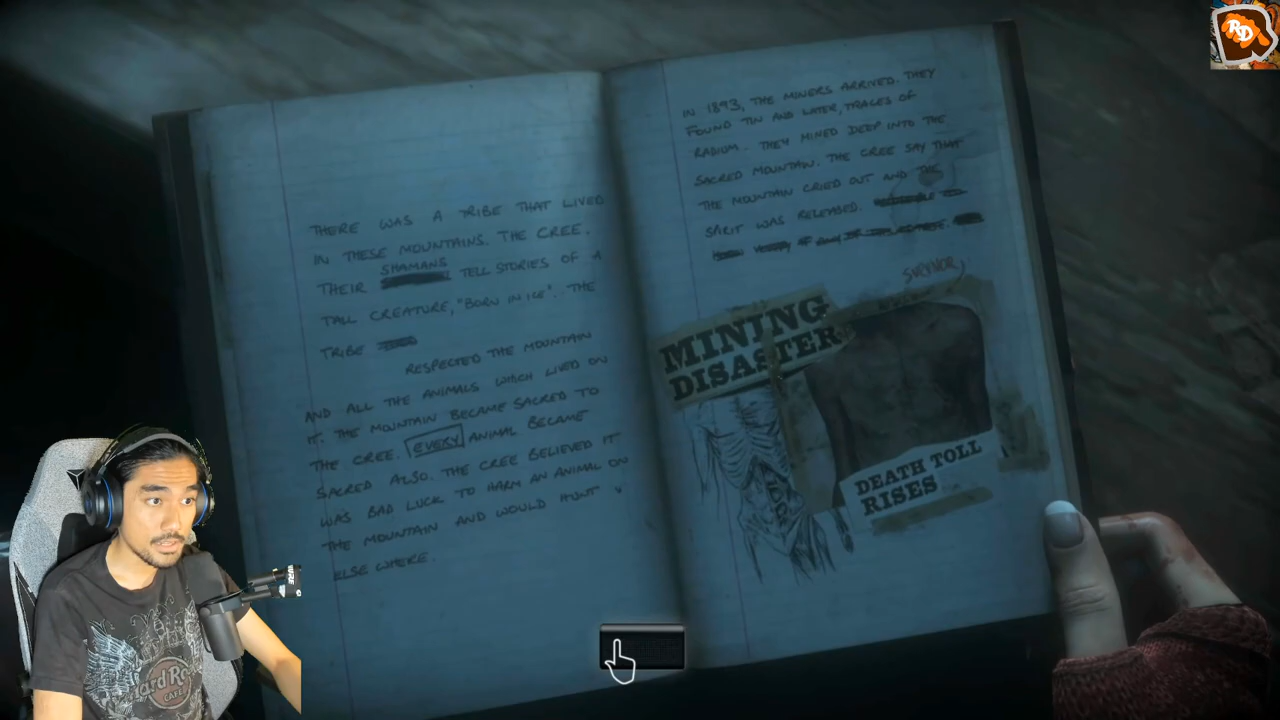 THERE WAS A TRIBE THAT LIVED
IN THESE MOUNTAINS. THE CREE.
SHAMANS
THEIR TELL STORIES OF A
TALL CREATURE, "BORN IN ICE". THE
TRIBE
RESPECTED THE MOUNTAIN
AND ALL THE ANIMALS WHICH LIVED ON
IT. THE MOUNTAIN BECAME SACRED TO
THE CREE. EVERY ANIMAL BECAME
SACRED ALSO. THE CREE BELIEVED IT
WAS BAD LUCK TO HARM AN ANIMAL ON
THE MOUNTAIN AND WOULD HUNT
ELSE WHERE.
IN 1893, THE MINERS ARRIVED. THEY
FOUND TIN AND LATER, TRACES OF
RADIUM. THEY MINED DEEP INTO THE
SACRED MOUNTAIN. THE CREE SAY THAT
THE MOUNTAIN CRIED OUT AND THE
SPIRIT WAS RELEASED.
SURVIVOR
MINING
DISASTER
DEATH TOLL
RISES
RD
Hard Rock
CAFE